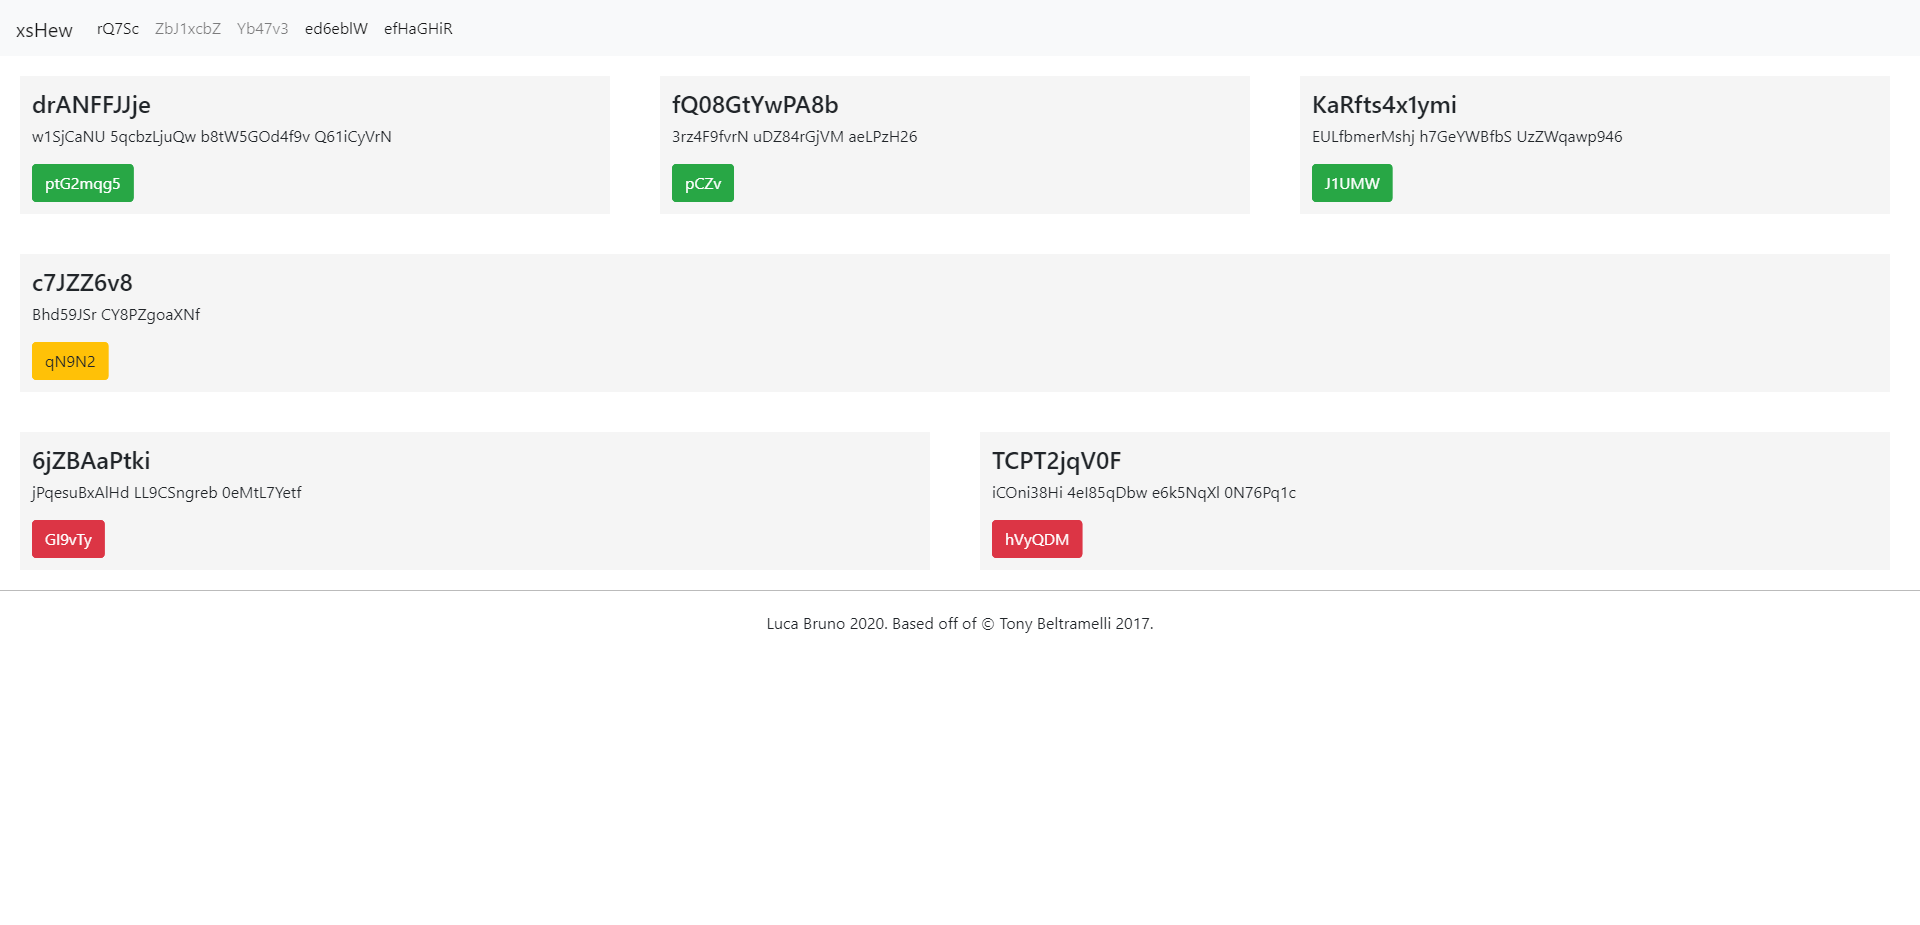 xsHew rQ7Sc ZbJ1xcbZ Yb47v3 ed6eblW efHaGHiR
drANFFJJje
w1SjCaNU 5qcbzLjuQw b8tW5GOd4f9v Q61iCyVrN
ptG2mqg5
fQ08GtYwPA8b
3rz4F9fvrN uDZ84rGjVM aeLPzH26
pCZv
KaRfts4x1ymi
EULfbmerMshj h7GeYWBfbS UzZWqawp946
J1UMW
c7JZZ6v8
Bhd59JSr CY8PZgoaXNf
qN9N2
6jZBAaPtki
jPqesuBxAlHd LL9CSngreb 0eMtL7Yetf
GI9vTy
TCPT2jqV0F
iCOni38Hi 4eI85qDbw e6k5NqXl 0N76Pq1c
hVyQDM
Luca Bruno 2020. Based off of © Tony Beltramelli 2017.